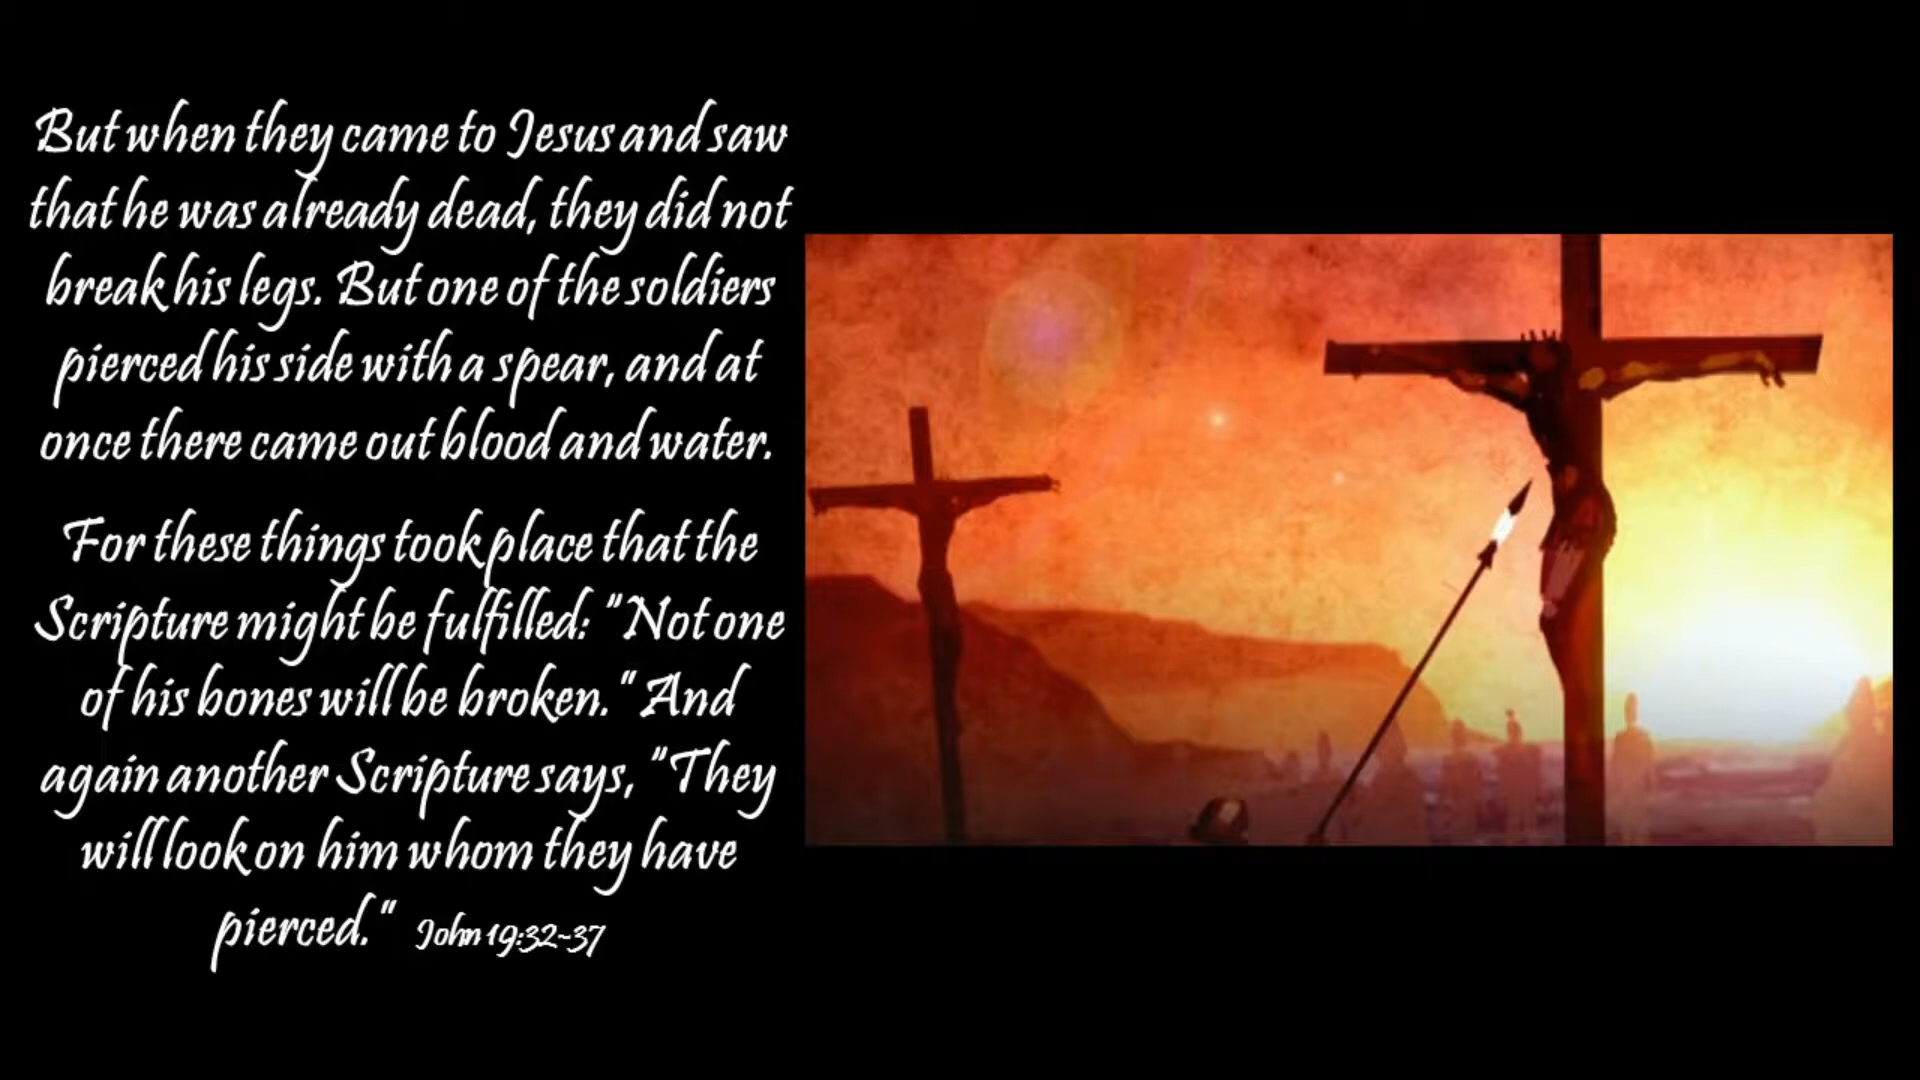 But when they came to Jesus and saw
that he was already dead, they did not
break his legs. But one of the soldiers
pierced his side with a spear, and at
once there came out blood and water.
For these things took place that the
Scripture might be fulfilled: "Not one
of his bones will be broken." And
again another Scripture says, "They
will look on him whom they have
pierced." John 19:32-37